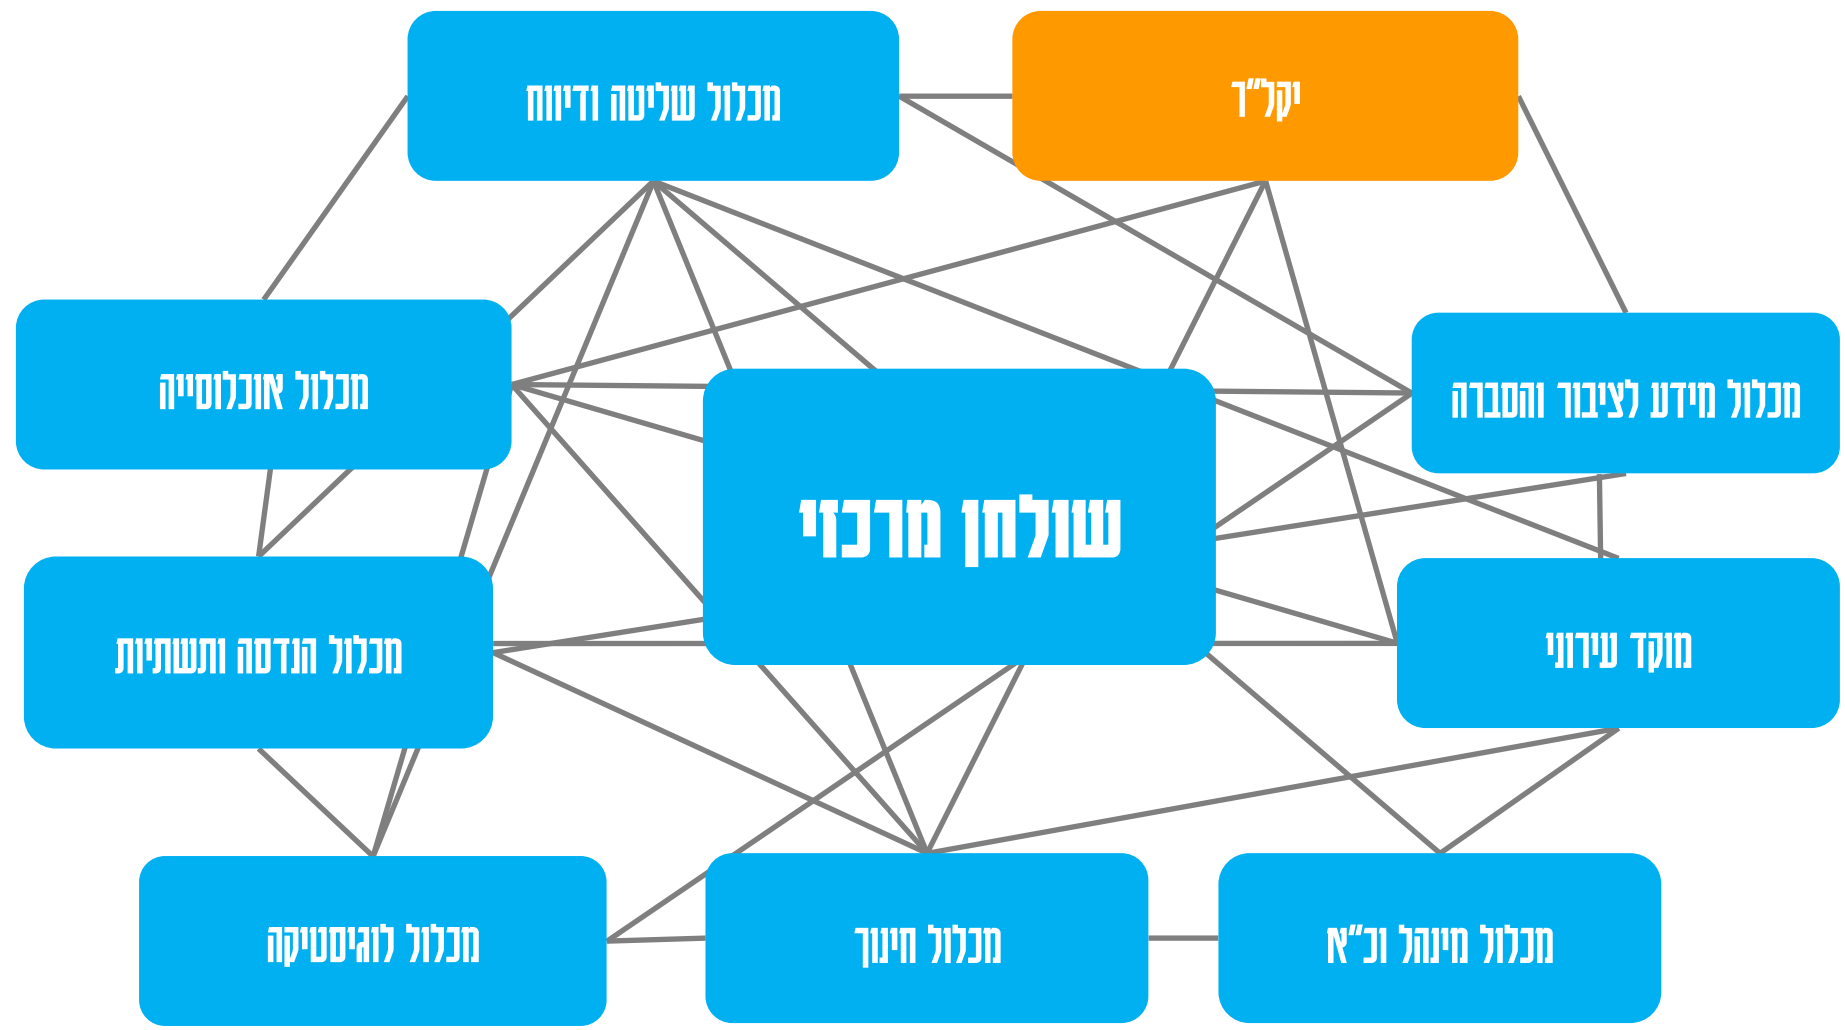 יקל"ר
מכלול שליטה ודיווח
מכלול מידע לציבור והסברה
מכלול אוכלוסייה
שולחן מרכזי
מוקד עירוני
מכלול הנדסה ותשתיות
מכלול מינהל וכ"א
מכלול חינוך
מכלול לוגיסטיקה